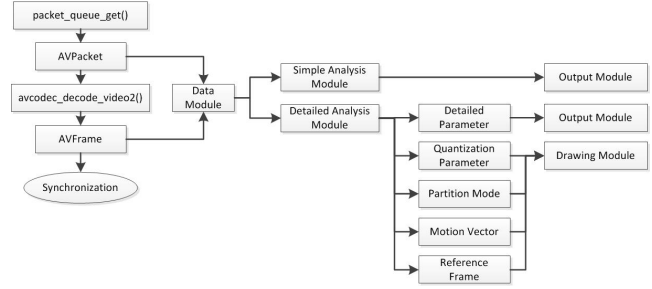 packet_queue_get()
AVPacket
avcodec_decode_video2()
AVFrame
Synchronization
Data
Module
Simple Analysis
Module
Detailed Analysis
Module
Detailed
Parameter
Quantization
Parameter
Partition Mode
Motion Vector
Reference
Frame
Output Module
Output Module
Drawing Module